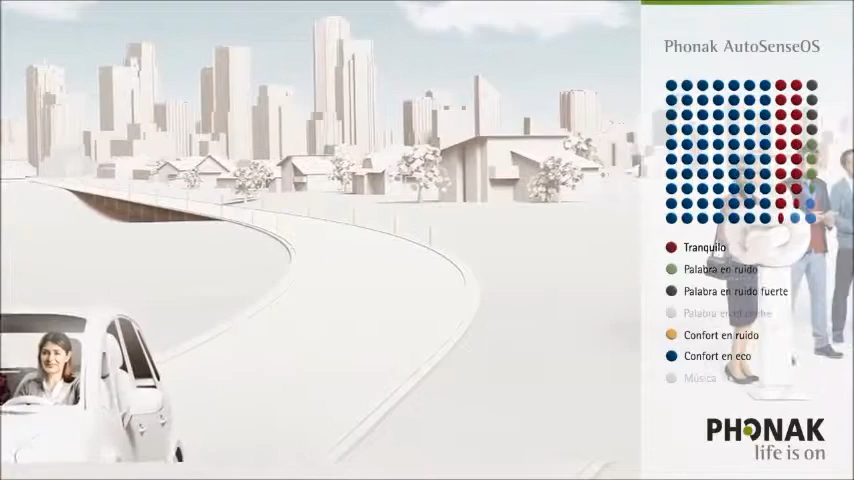 Phonak AutoSenseOS
Tranquilo
Palabra en ruido
Palabra en ruido fuerte
Palabra en el coche
Confort en ruido
Confort en eco
Música
PHONAK
life is on